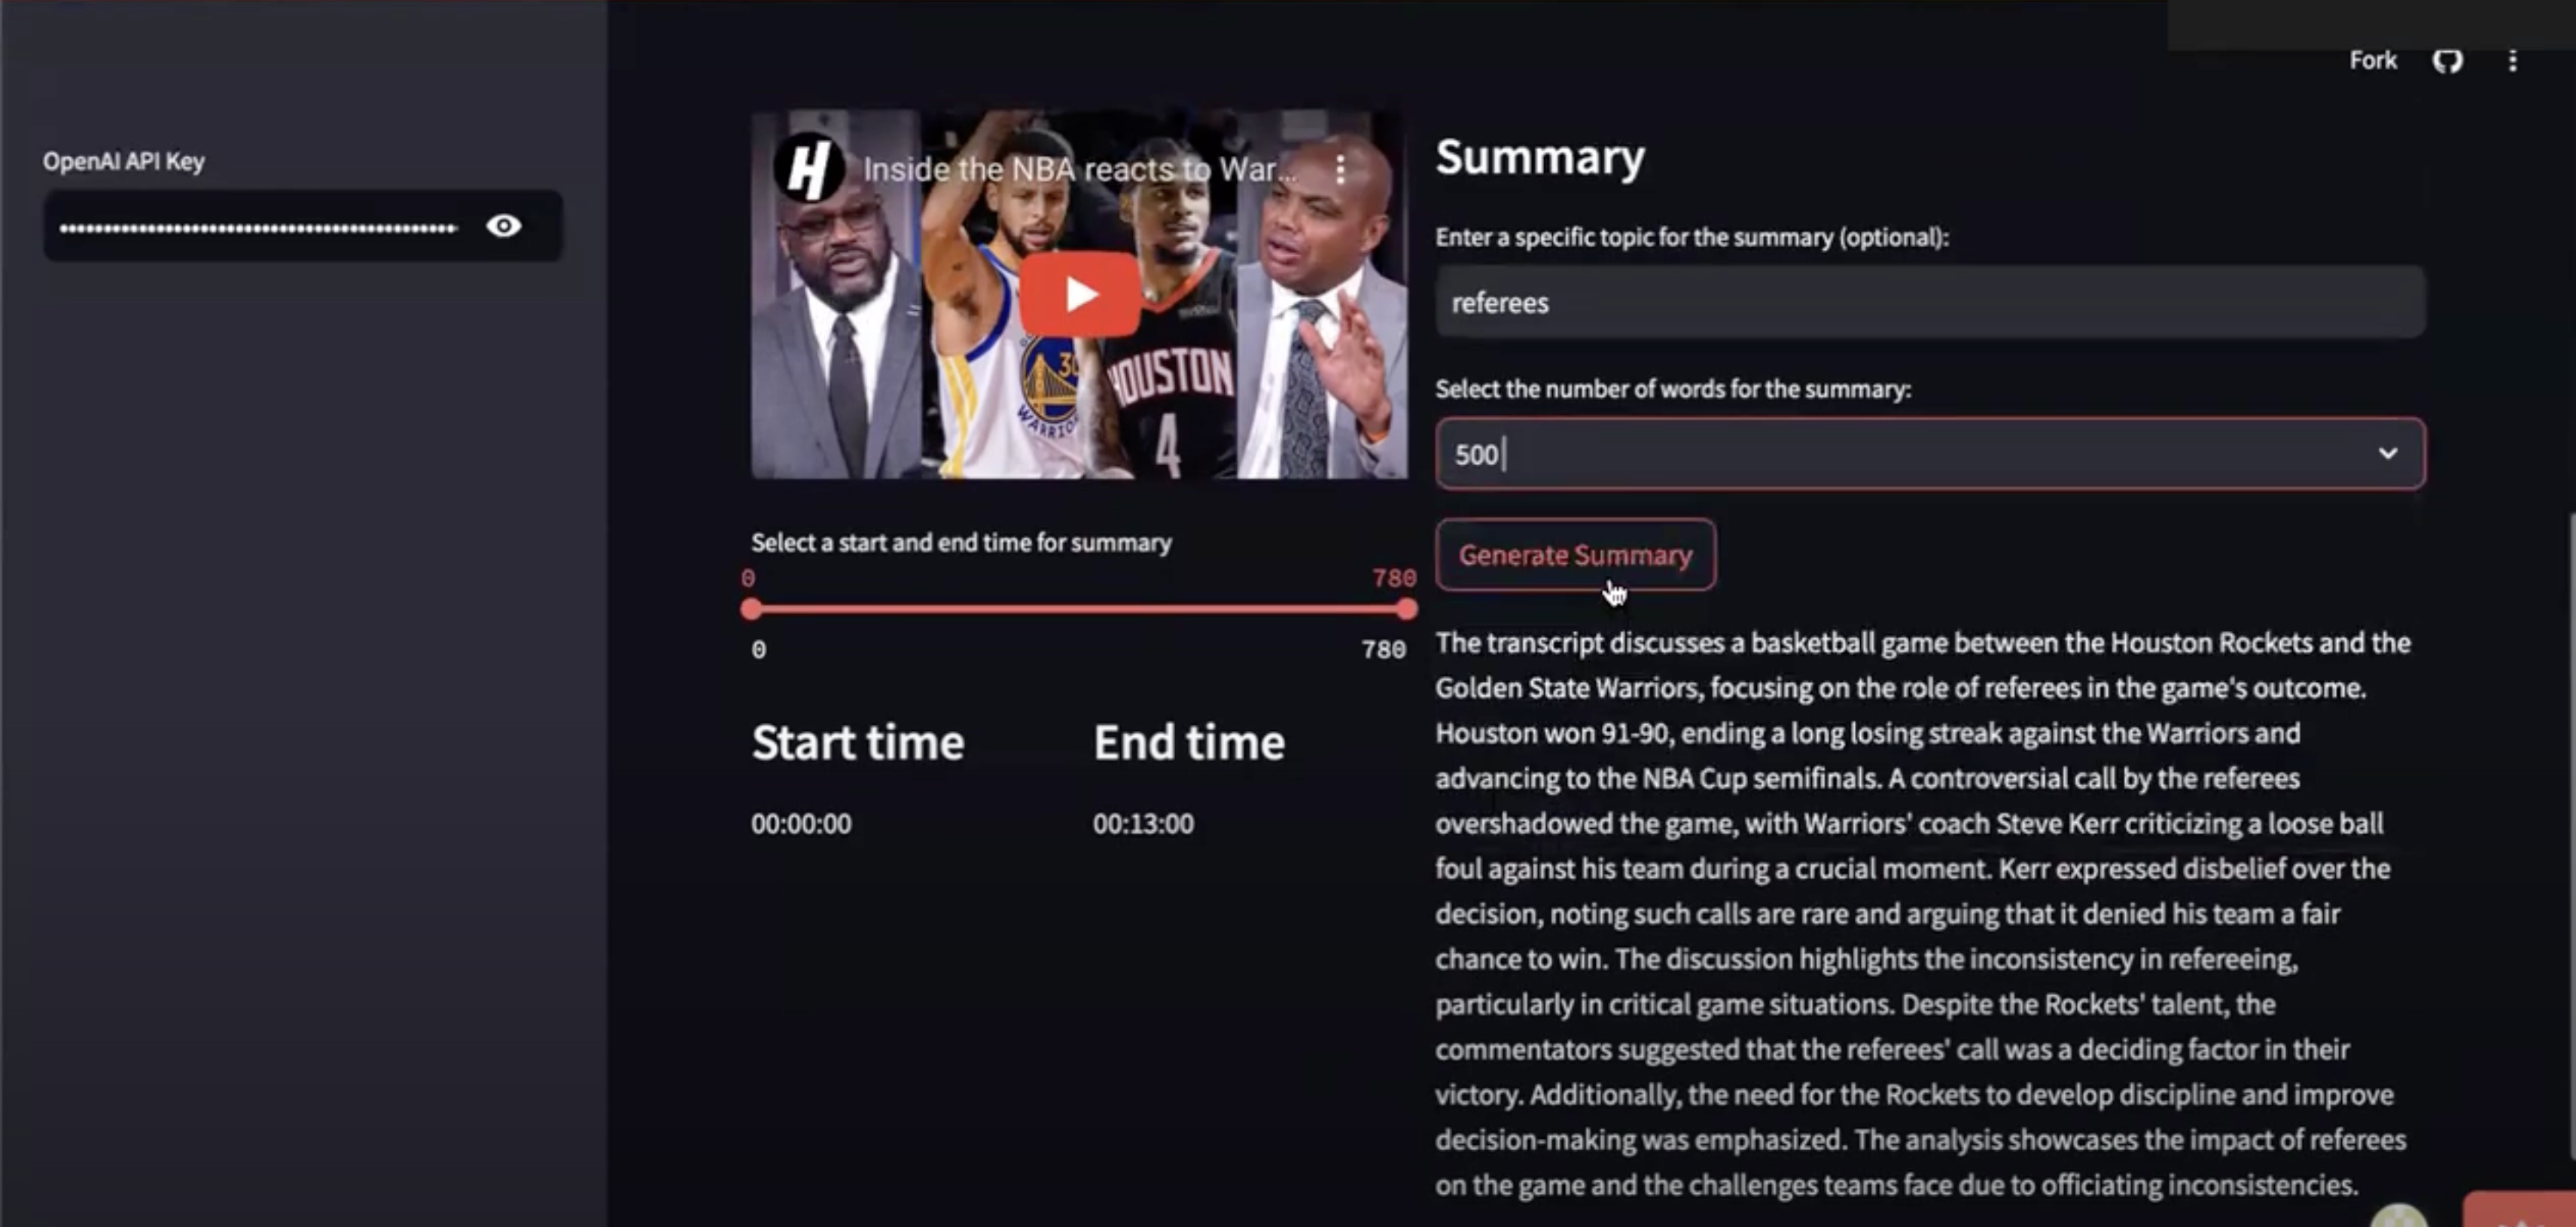 Fork
OpenAI API Key
Inside the NBA reacts to War...
30
WARRIO
HOUSTON
4
Select a start and end time for summary
0
780
0
780
Start time
End time
00:00:00
00:13:00
Summary
Enter a specific topic for the summary (optional):
referees
Select the number of words for the summary:
500
Generate Summary
The transcript discusses a basketball game between the Houston Rockets and the
Golden State Warriors, focusing on the role of referees in the game's outcome.
Houston won 91-90, ending a long losing streak against the Warriors and
advancing to the NBA Cup semifinals. A controversial call by the referees
overshadowed the game, with Warriors' coach Steve Kerr criticizing a loose ball
foul against his team during a crucial moment. Kerr expressed disbelief over the
decision, noting such calls are rare and arguing that it denied his team a fair
chance to win. The discussion highlights the inconsistency in refereeing,
particularly in critical game situations. Despite the Rockets' talent, the
commentators suggested that the referees' call was a deciding factor in their
victory. Additionally, the need for the Rockets to develop discipline and improve
decision-making was emphasized. The analysis showcases the impact of referees
on the game and the challenges teams face due to officiating inconsistencies.